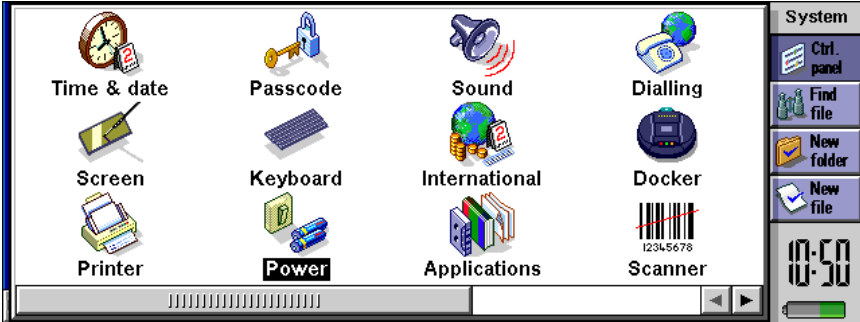 Time & date
Passcode
Sound
Dialling
Screen
Keyboard
International
Docker
Printer
Power
Applications
12345678
Scanner
System
Ctrl.
panel
Find
file
New
folder
New
file
10:50